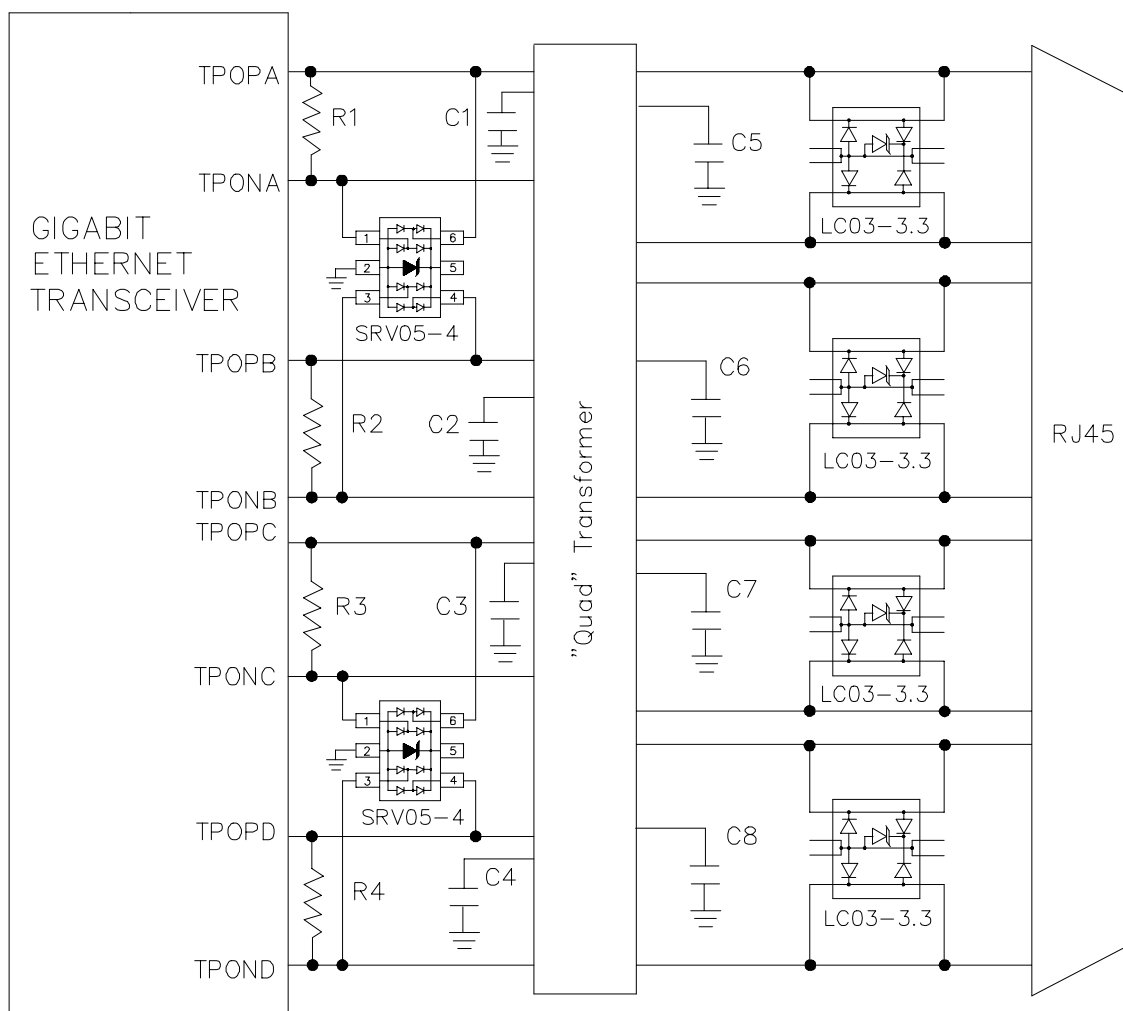 TPOPA
R1
C1
TPONA
C5
LC03-3.3
GIGABIT
ETHERNET
TRANSCEIVER
1
6
2
5
3
4
SRV05-4
TPOPB
R2
C2
C6
LC03-3.3
TPONB
"Quad" Transformer
RJ45
TPOPC
R3
C3
C7
TPONC
LC03-3.3
1
6
2
5
3
4
SRV05-4
TPOPD
R4
C4
C8
LC03-3.3
TPOND